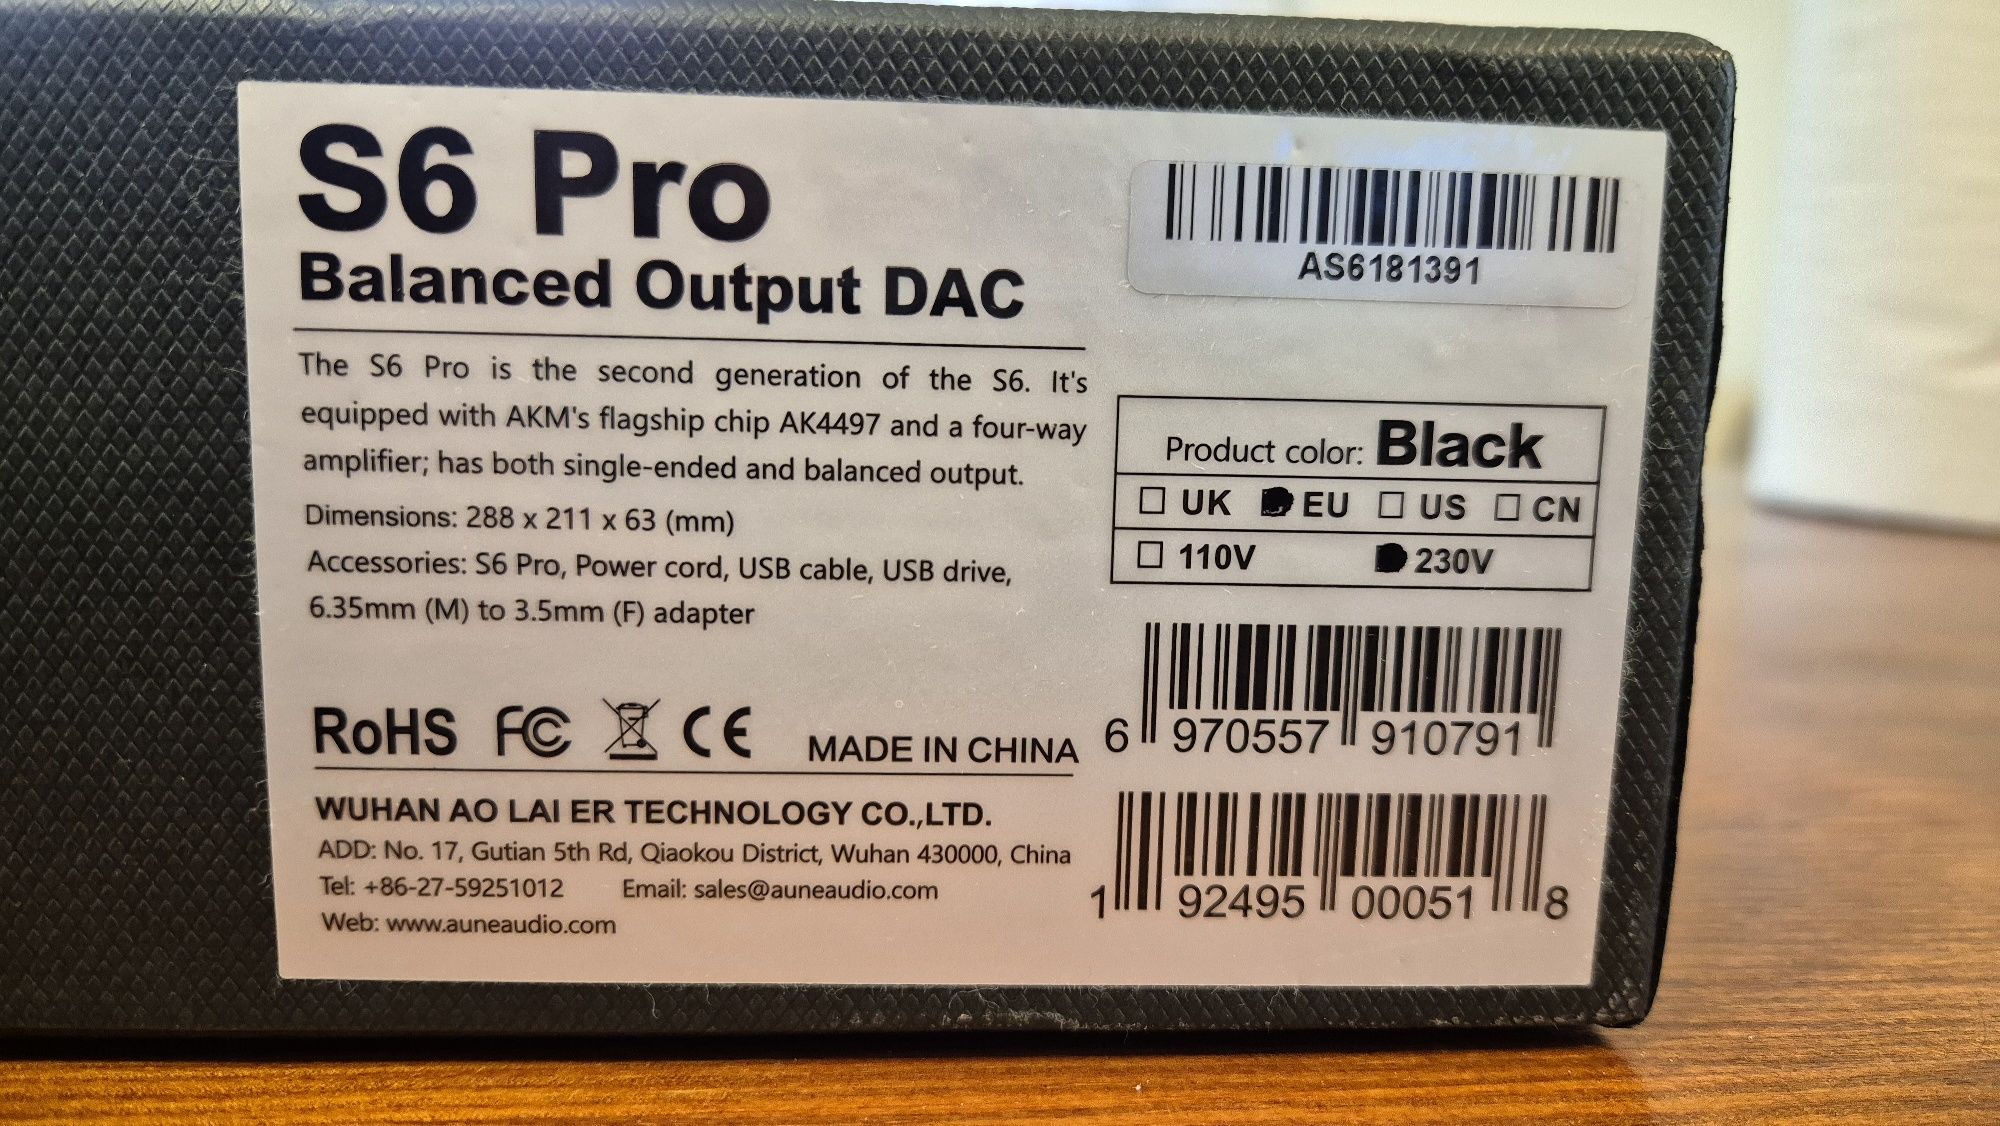 S6 Pro
Balanced Output DAC
The S6 Pro is the second generation of the S6. It's
equipped with AKM's flagship chip AK4497 and a four-way
amplifier; has both single-ended and balanced output.
Dimensions: 288 x 211 x 63 (mm)
Accessories: S6 Pro, Power cord, USB cable, USB drive,
6.35mm (M) to 3.5mm (F) adapter
RoHS FC CE MADE IN CHINA
WUHAN AO LAI ER TECHNOLOGY CO.,LTD.
ADD: No. 17, Gutian 5th Rd, Qiaokou District, Wuhan 430000, China
Tel: +86-27-59251012 Email: sales@auneaudio.com
Web: www.auneaudio.com
AS6181391
Product color: Black
UK EU US CN
110V 230V
6 970557 910791
1 92495 00051 8